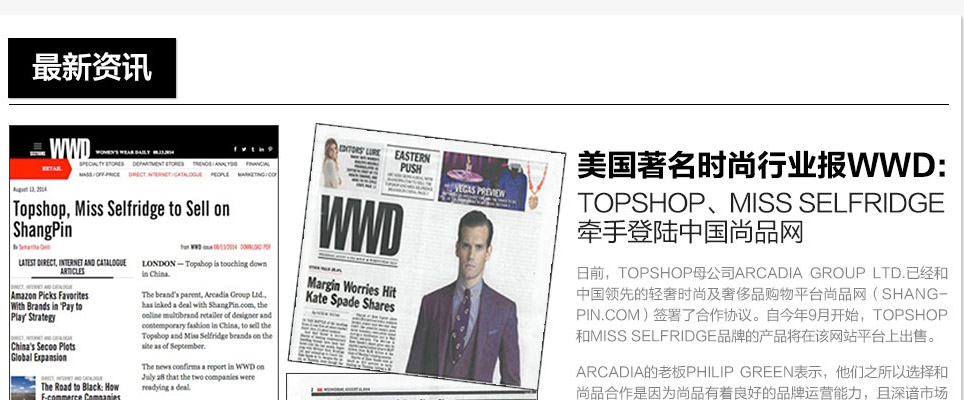 最新资讯
SECTIONS
WWD
WOMEN'S WEAR DAILY 08.13.2014
RETAIL
SPECIALTY STORES DEPARTMENT STORES TRENDS / ANALYSIS FINANCIAL
MASS / OFF-PRICE DIRECT, INTERNET / CATALOGUE PEOPLE MARKETING / CO
August 13, 2014
Topshop, Miss Selfridge to Sell on
ShangPin
By Samantha Conti
from WWD issue 08/13/2014 DOWNLOAD PDF
LATEST DIRECT, INTERNET AND CATALOGUE
ARTICLES
DIRECT, INTERNET AND CATALOGUE
Amazon Picks Favorites
With Brands in 'Pay to
Play' Strategy
DIRECT, INTERNET AND CATALOGUE
China's Secoo Plots
Global Expansion
DIRECT, INTERNET AND CATALOGUE
The Road to Black: How
E-commerce Companies
LONDON — Topshop is touching down
in China.
The brand's parent, Arcadia Group Ltd.,
has inked a deal with ShangPin.com, the
online multibrand retailer of designer and
contemporary fashion in China, to sell the
Topshop and Miss Selfridge brands on the
site as of September.
The news confirms a report in WWD on
July 28 that the two companies were
readying a deal.
EDITORS' LURE
EASTERN
PUSH
VEGAS PREVIEW
WWD
Margin Worries Hit
Kate Spade Shares
美国著名时尚行业报WWD:
TOPSHOP、MISS SELFRIDGE
牵手登陆中国尚品网
日前，TOPSHOP母公司ARCADIA GROUP LTD.已经和
中国领先的轻奢时尚及奢侈品购物平台尚品网（SHANG-
PIN.COM）签署了合作协议。自今年9月开始，TOPSHOP
和MISS SELFRIDGE品牌的产品将在该网站平台上出售。
ARCADIA的老板PHILIP GREEN表示，他们之所以选择和
尚品合作是因为尚品有着良好的品牌运营能力，且深谙市场